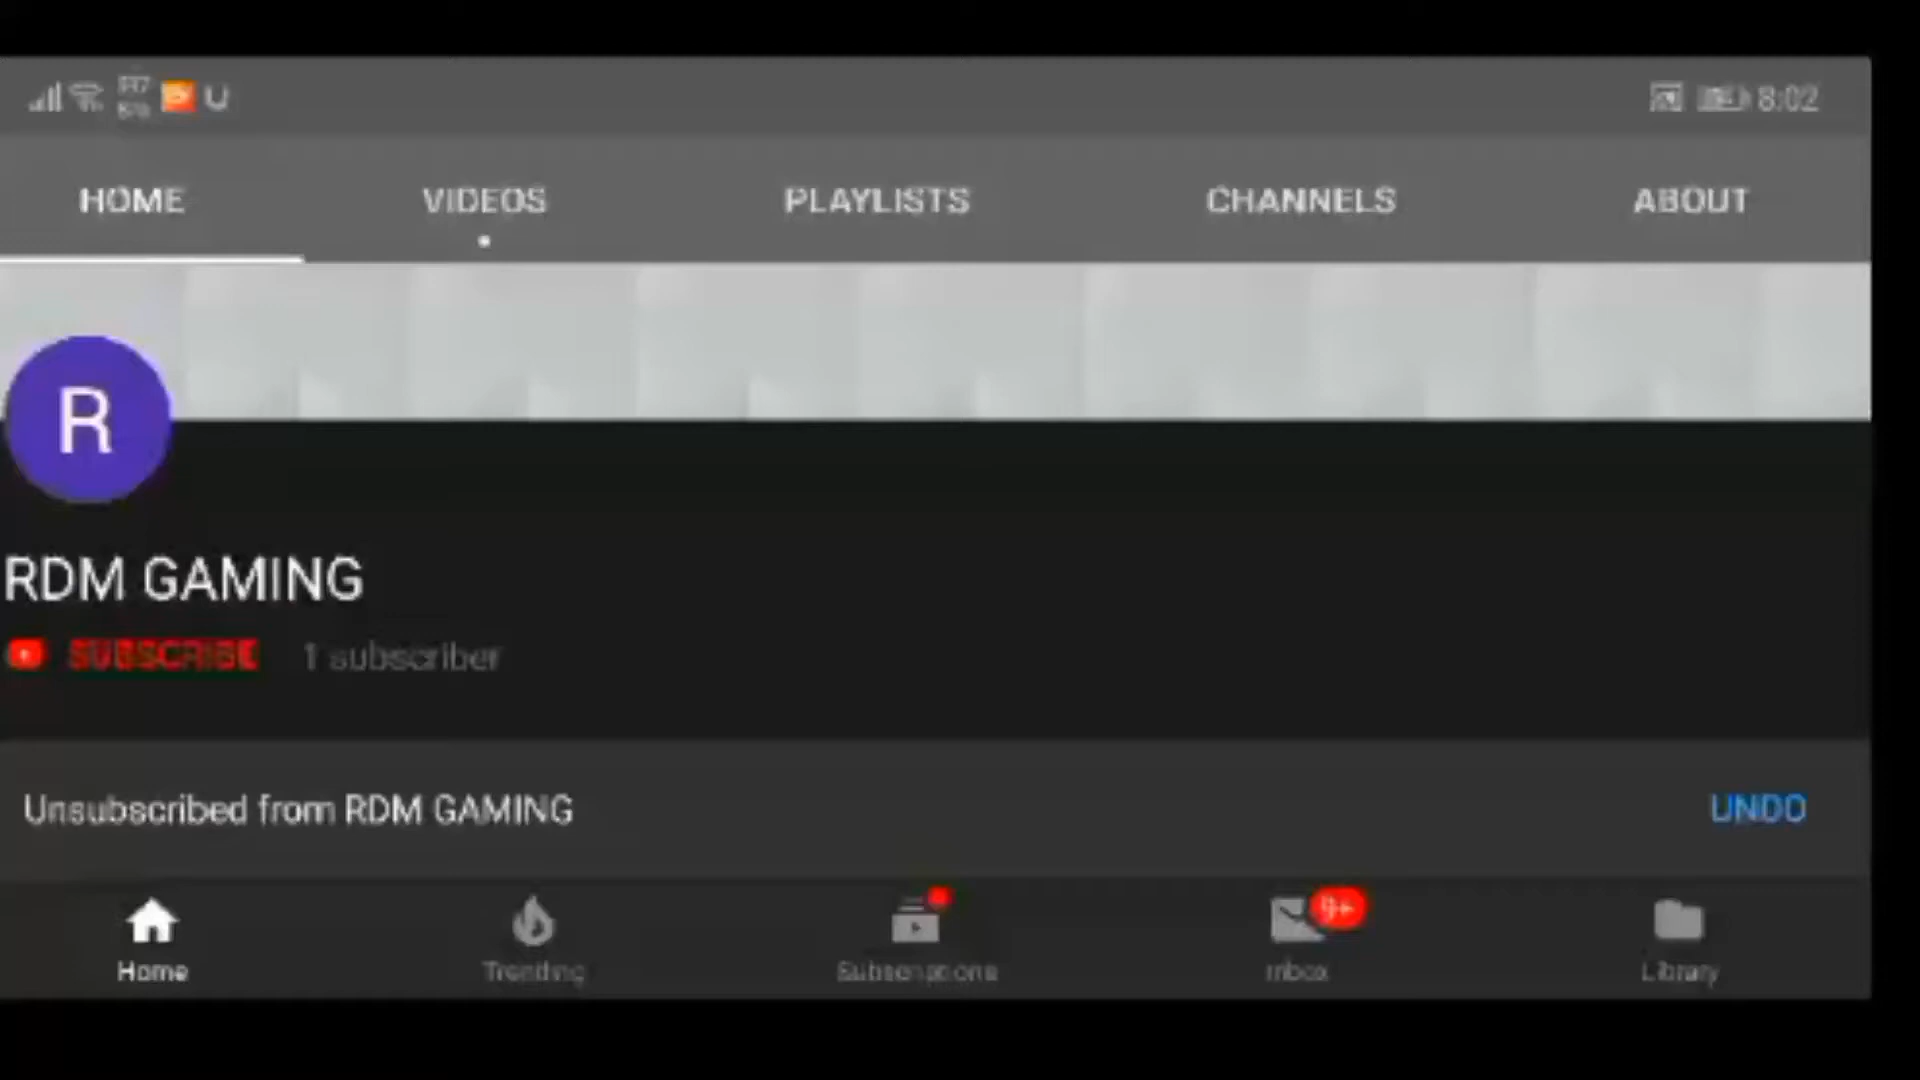 8:02
HOME VIDEOS PLAYLISTS CHANNELS ABOUT
R
RDM GAMING
SUBSCRIBE 1 subscriber
Unsubscribed from RDM GAMING UNDO
9+
Home Trending Subscriptions Inbox Library